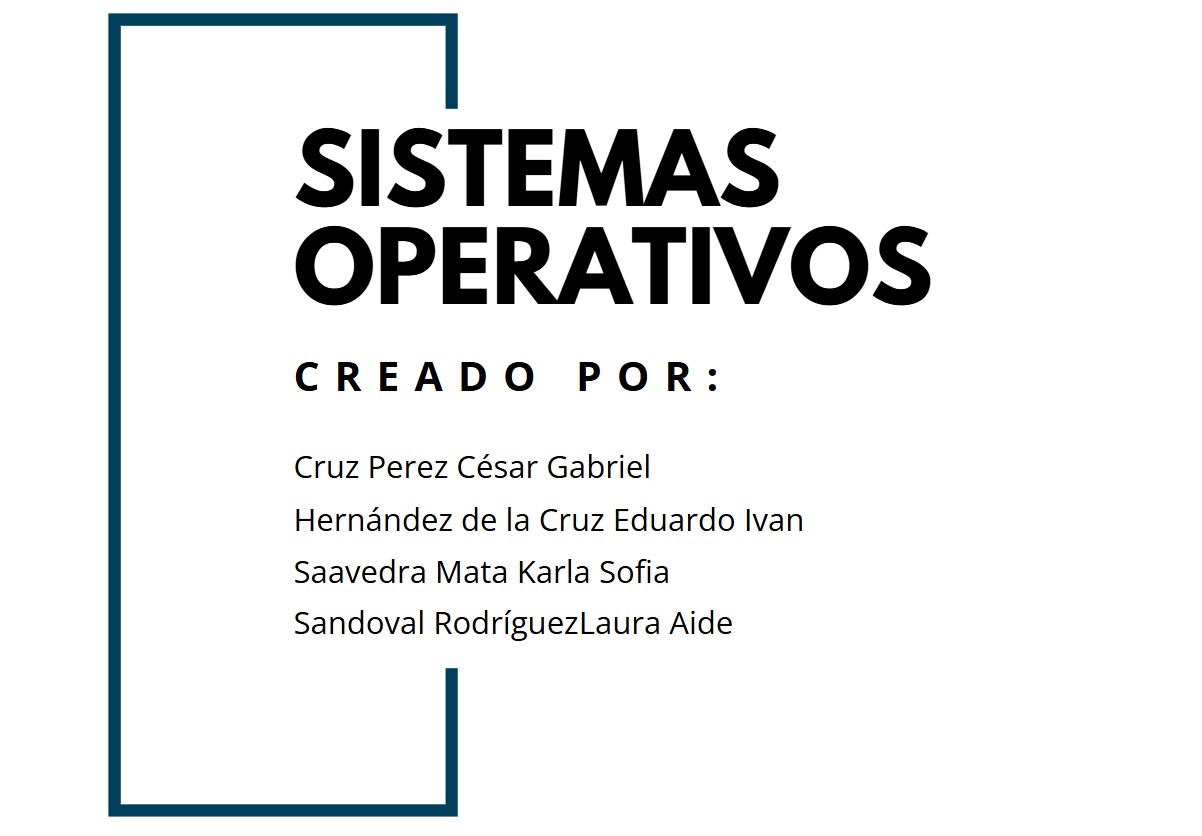 SISTEMAS
OPERATIVOS
CREADO POR:
Cruz Perez César Gabriel
Hernández de la Cruz Eduardo Ivan
Saavedra Mata Karla Sofia
Sandoval RodríguezLaura Aide